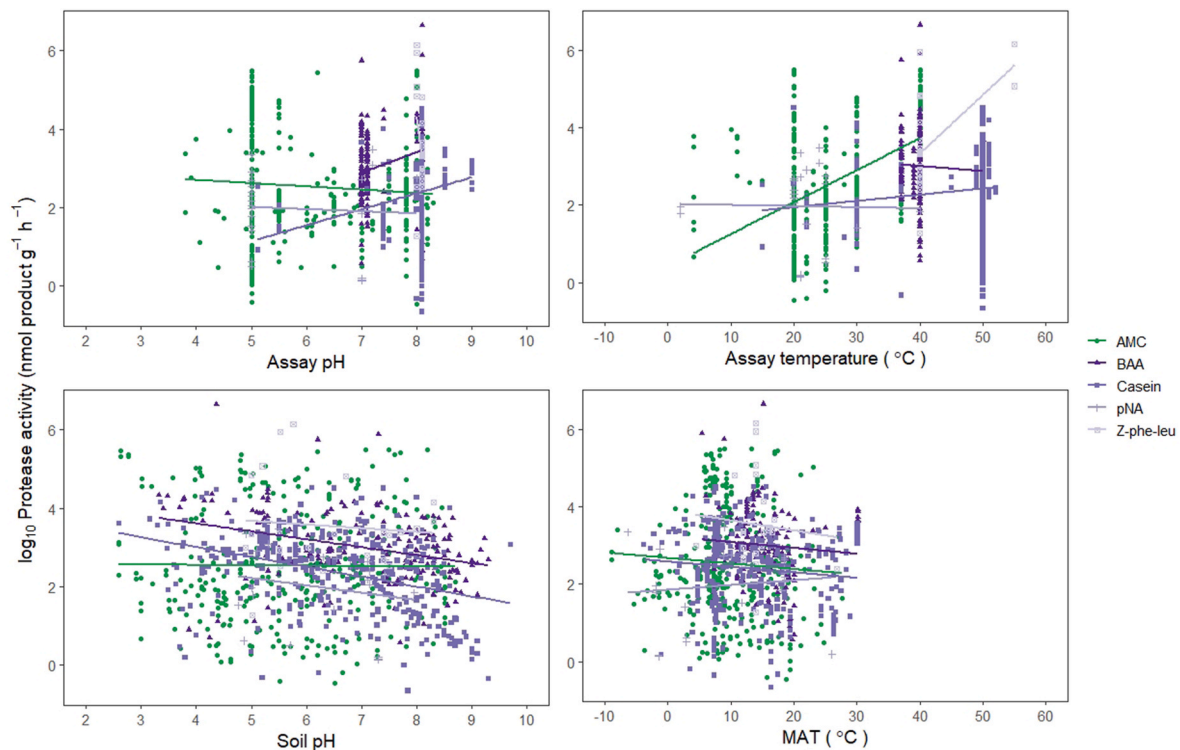 log10 Protease activity (nmol product g−1 h−1)
6
4
2
0
2 3 4 5 6 7 8 9 10
Assay pH
6
4
2
0
-10 0 10 20 30 40 50 60
Assay temperature ( °C )
AMC
BAA
Casein
pNA
Z-phe-leu
6
4
2
0
2 3 4 5 6 7 8 9 10
Soil pH
6
4
2
0
-10 0 10 20 30 40 50 60
MAT ( °C )